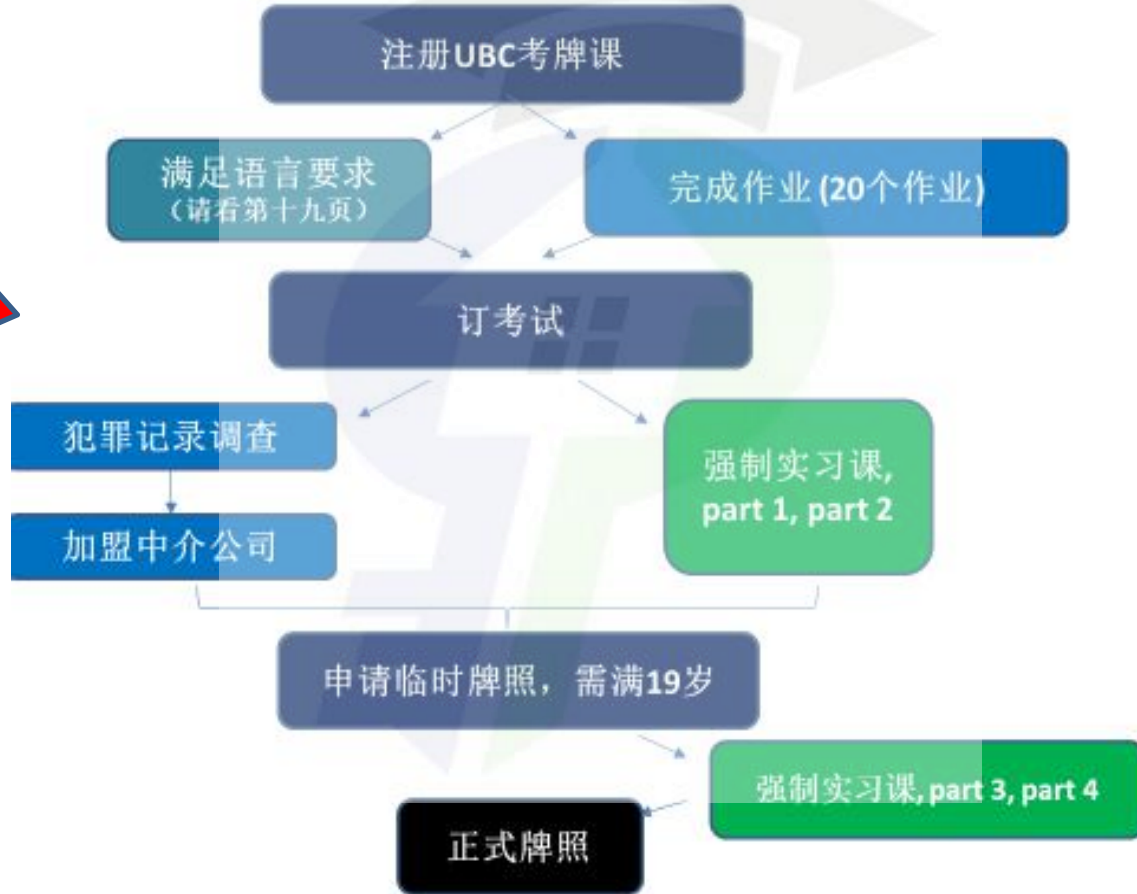 注册UBC考牌课
满足语言要求
（请看第十九页）
完成作业 (20个作业)
订考试
犯罪记录调查
加盟中介公司
强制实习课,
part 1, part 2
申请临时牌照，需满19岁
强制实习课, part 3, part 4
正式牌照